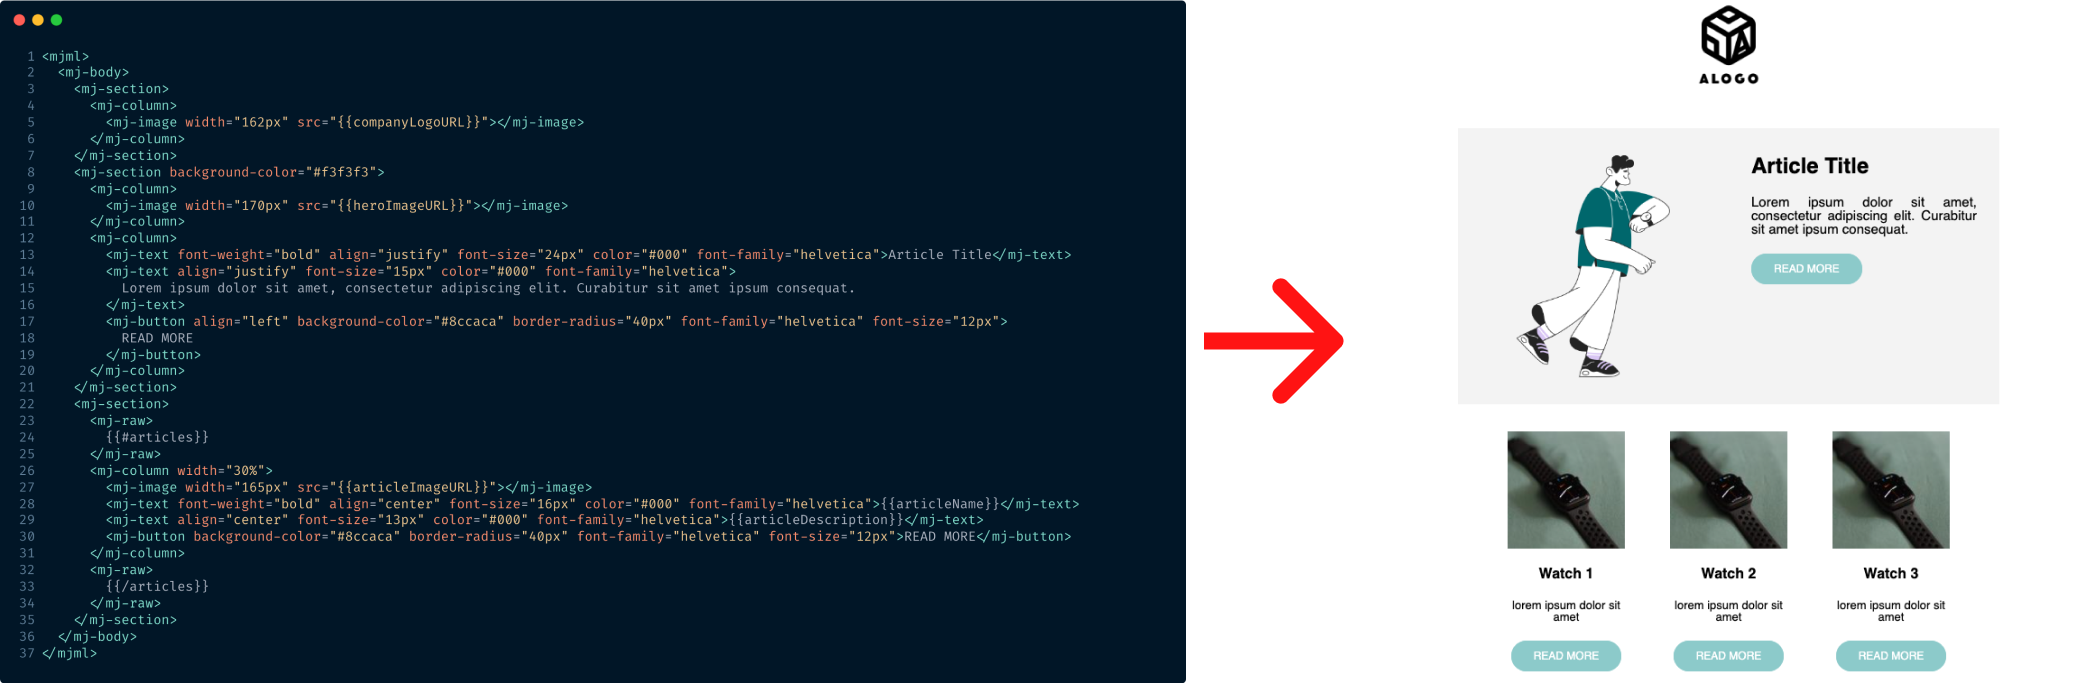 1 <mjml>
2   <mj-body>
3     <mj-section>
4       <mj-column>
5         <mj-image width="162px" src="{{companyLogoURL}}"></mj-image>
6       </mj-column>
7     </mj-section>
8     <mj-section background-color="#f3f3f3">
9       <mj-column>
10         <mj-image width="170px" src="{{heroImageURL}}"></mj-image>
11       </mj-column>
12       <mj-column>
13         <mj-text font-weight="bold" align="justify" font-size="24px" color="#000" font-family="helvetica">Article Title</mj-text>
14         <mj-text align="justify" font-size="15px" color="#000" font-family="helvetica">
15           Lorem ipsum dolor sit amet, consectetur adipiscing elit. Curabitur sit amet ipsum consequat.
16         </mj-text>
17         <mj-button align="left" background-color="#8ccaca" border-radius="40px" font-family="helvetica" font-size="12px">
18           READ MORE
19         </mj-button>
20       </mj-column>
21     </mj-section>
22     <mj-section>
23       <mj-raw>
24         {{#articles}}
25       </mj-raw>
26       <mj-column width="30%">
27         <mj-image width="165px" src="{{articleImageURL}}"></mj-image>
28         <mj-text font-weight="bold" align="center" font-size="16px" color="#000" font-family="helvetica">{{articleName}}</mj-text>
29         <mj-text align="center" font-size="13px" color="#000" font-family="helvetica">{{articleDescription}}</mj-text>
30         <mj-button background-color="#8ccaca" border-radius="40px" font-family="helvetica" font-size="12px">READ MORE</mj-button>
31       </mj-column>
32       <mj-raw>
33         {{/articles}}
34       </mj-raw>
35     </mj-section>
36   </mj-body>
37 </mjml>
ALOGO
Article Title
Lorem ipsum dolor sit amet,
consectetur adipiscing elit. Curabitur
sit amet ipsum consequat.
READ MORE
Watch 1
lorem ipsum dolor sit
amet
READ MORE
Watch 2
lorem ipsum dolor sit
amet
READ MORE
Watch 3
lorem ipsum dolor sit
amet
READ MORE